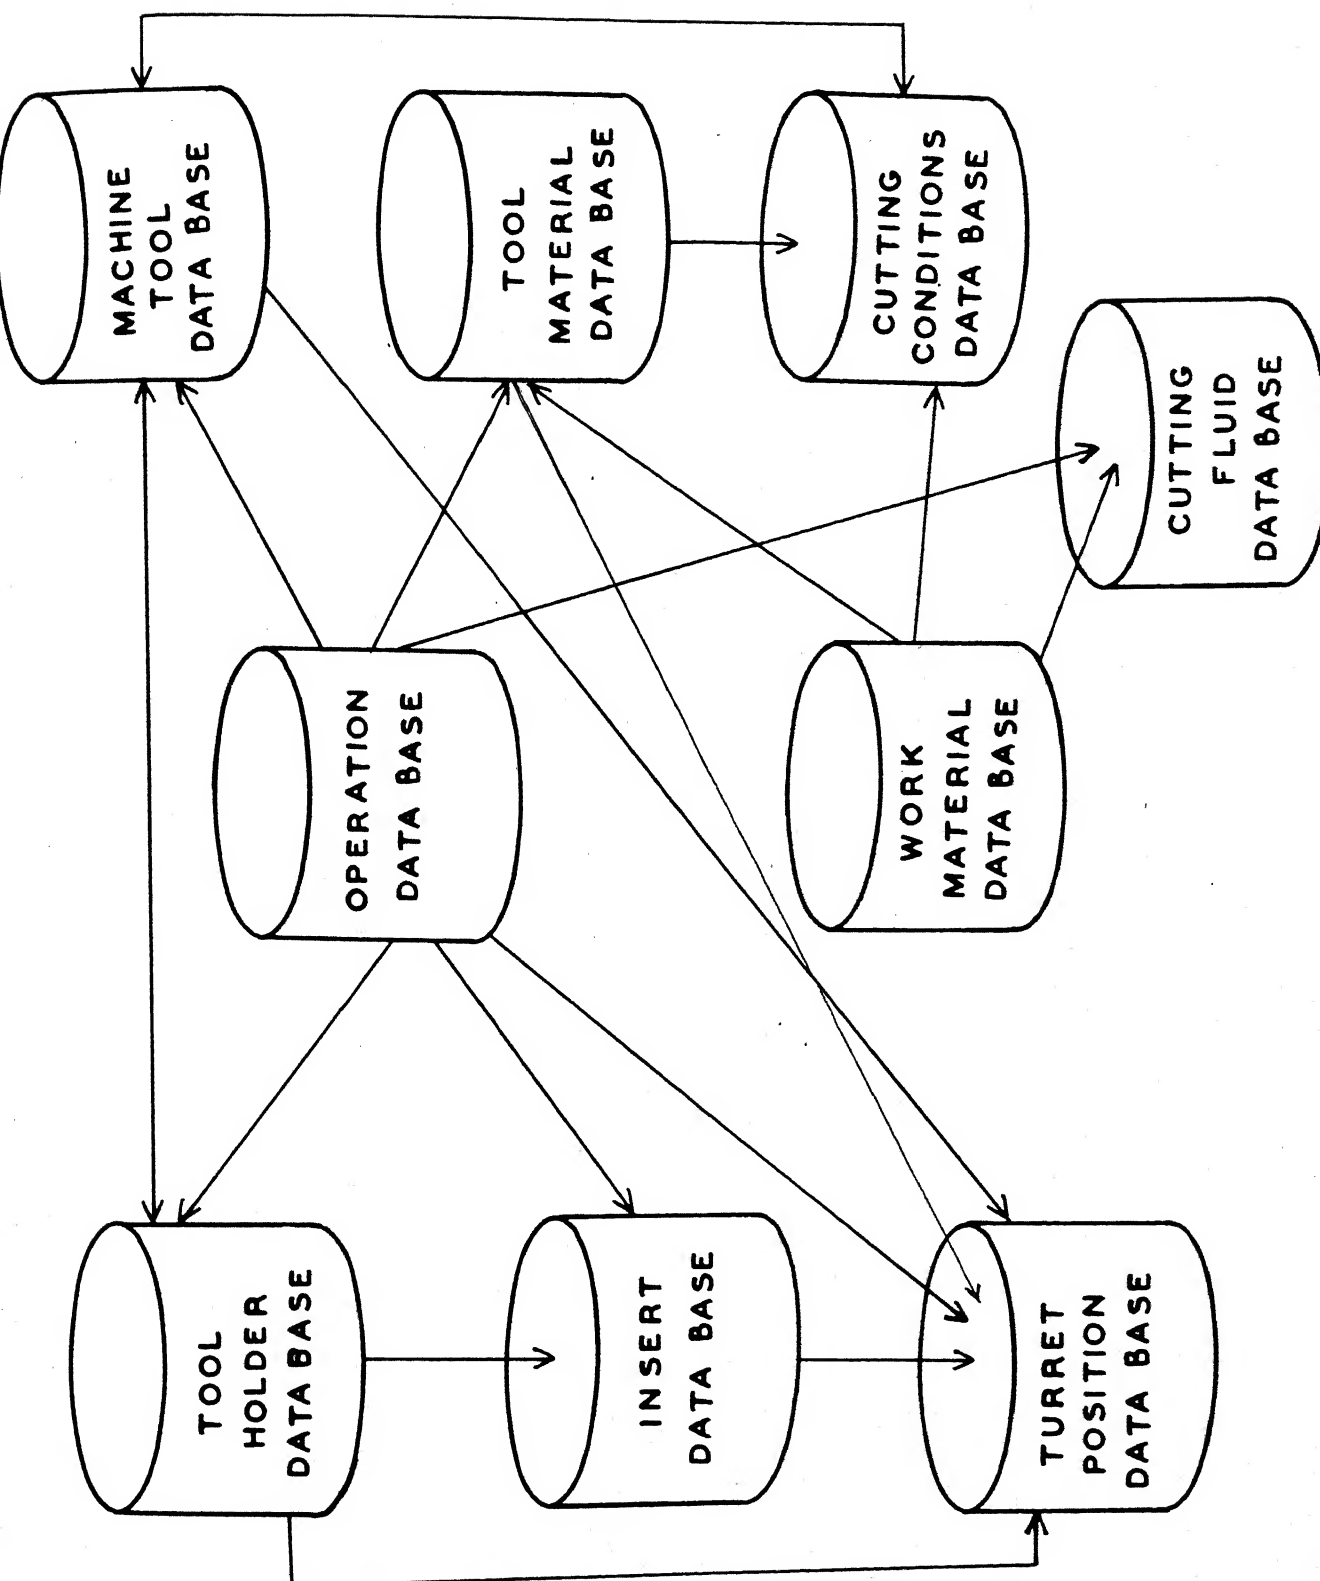 MACHINE
TOOL
DATA BASE
TOOL
MATERIAL
DATA BASE
CUTTING
CONDITIONS
DATA BASE
CUTTING
FLUID
DATA BASE
OPERATION
DATA BASE
WORK
MATERIAL
DATA BASE
TOOL
HOLDER
DATA BASE
INSERT
DATA BASE
TURRET
POSITION
DATA BASE